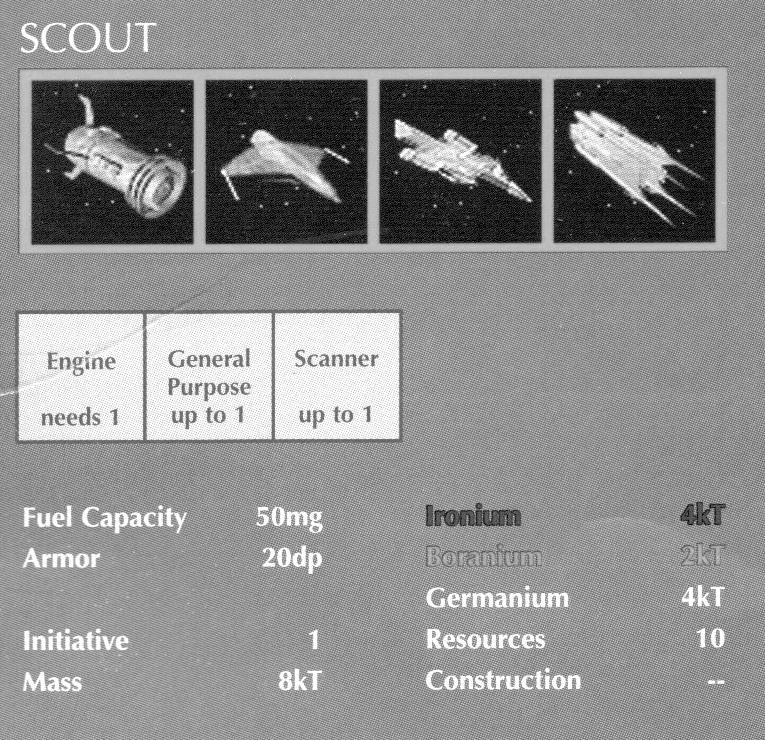 SCOUT
Engine
needs 1
General
Purpose
up to 1
Scanner
up to 1
Fuel Capacity 50mg
Armor 20dp
Initiative 1
Mass 8kT
Ironium 4kT
Boranium 2kT
Germanium 4kT
Resources 10
Construction --